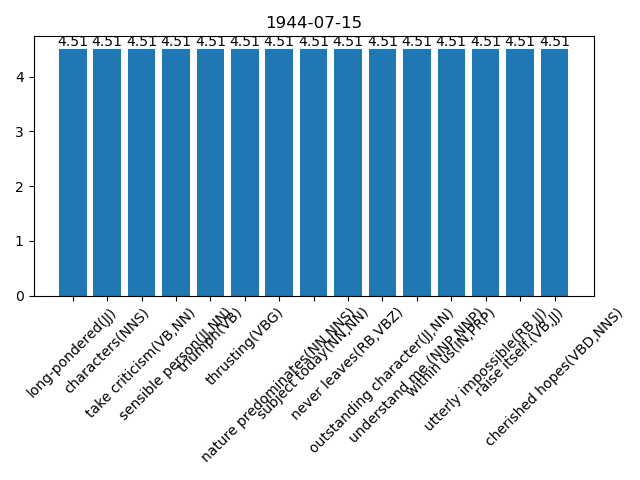 1944-07-15
4.51 4.51 4.51 4.51 4.51 4.51 4.51 4.51 4.51 4.51 4.51 4.51 4.51 4.51 4.51
4
3
2
1
0
long-pondered(JJ)
characters(NNS)
take criticism(VB,NN)
sensible person(JJ,NN)
triumph(VB)
thrusting(VBG)
nature predominates(NN,NNS)
subject today(NN,NN)
never leaves(RB,VBZ)
outstanding character(JJ,NN)
understand me,(NNP,NNP)
within us(IN,PRP)
utterly impossible(RB,JJ)
raise itself.(VB,JJ)
cherished hopes(VBD,NNS)